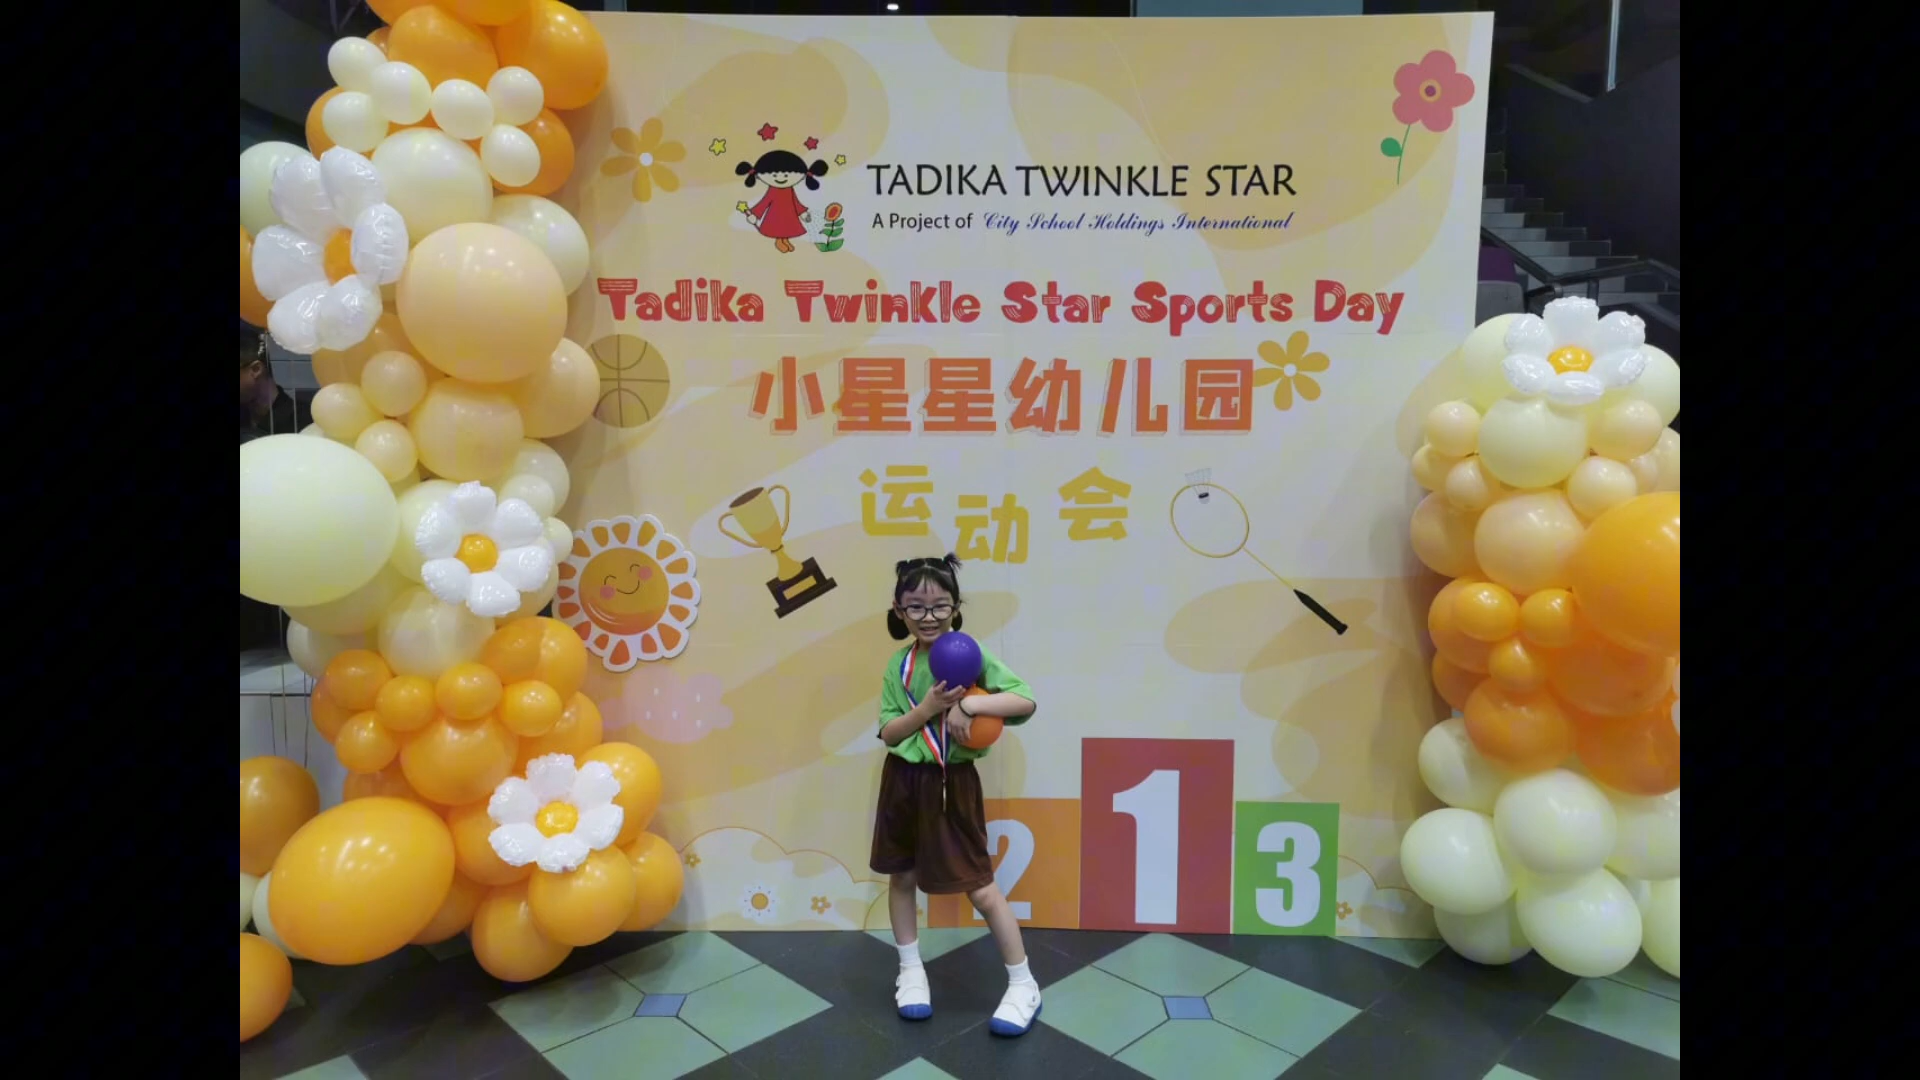 TADIKA TWINKLE STAR
A Project of City School Holdings International
Tadika Twinkle Star Sports Day
小星星幼儿园
运动会
2 1 3